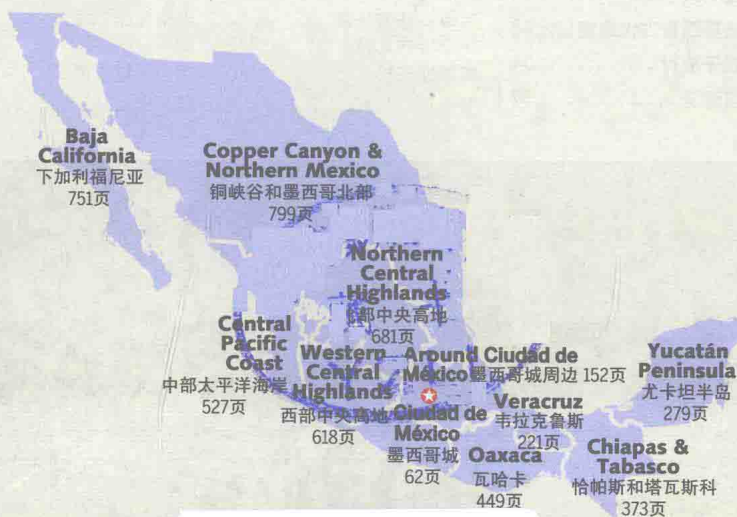 Baja
California
下加利福尼亚
751页
Copper Canyon &
Northern Mexico
铜峡谷和墨西哥北部
799页
Northern
Central
Highlands
北部中央高地
681页
Central
Pacific
Coast
中部太平洋海岸
527页
Western
Central
Highlands
西部中央高地
618页
Around Ciudad de
México 墨西哥城周边 152页
Ciudad de
México
墨西哥城
62页
Veracruz
韦拉克鲁斯
221页
Yucatán
Peninsula
尤卡坦半岛
279页
Oaxaca
瓦哈卡
449页
Chiapas &
Tabasco
恰帕斯和塔瓦斯科
373页